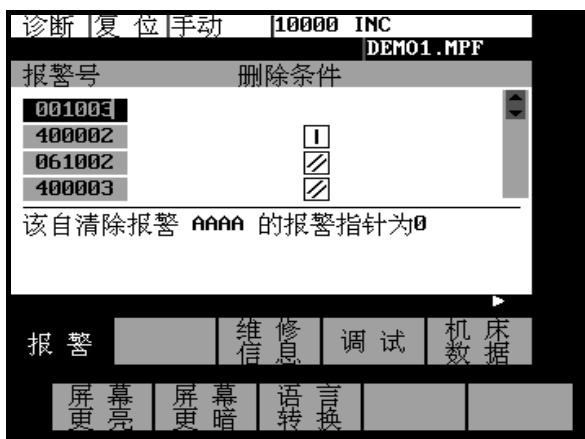 诊断 复 位 手动 10000 INC
DEMO1.MPF
报警号 删除条件
001003
400002
061002
400003
该自清除报警 AAAA 的报警指针为0
报 警 维修信息 调 试 机床数据
屏幕更亮 屏幕更暗 语言转换